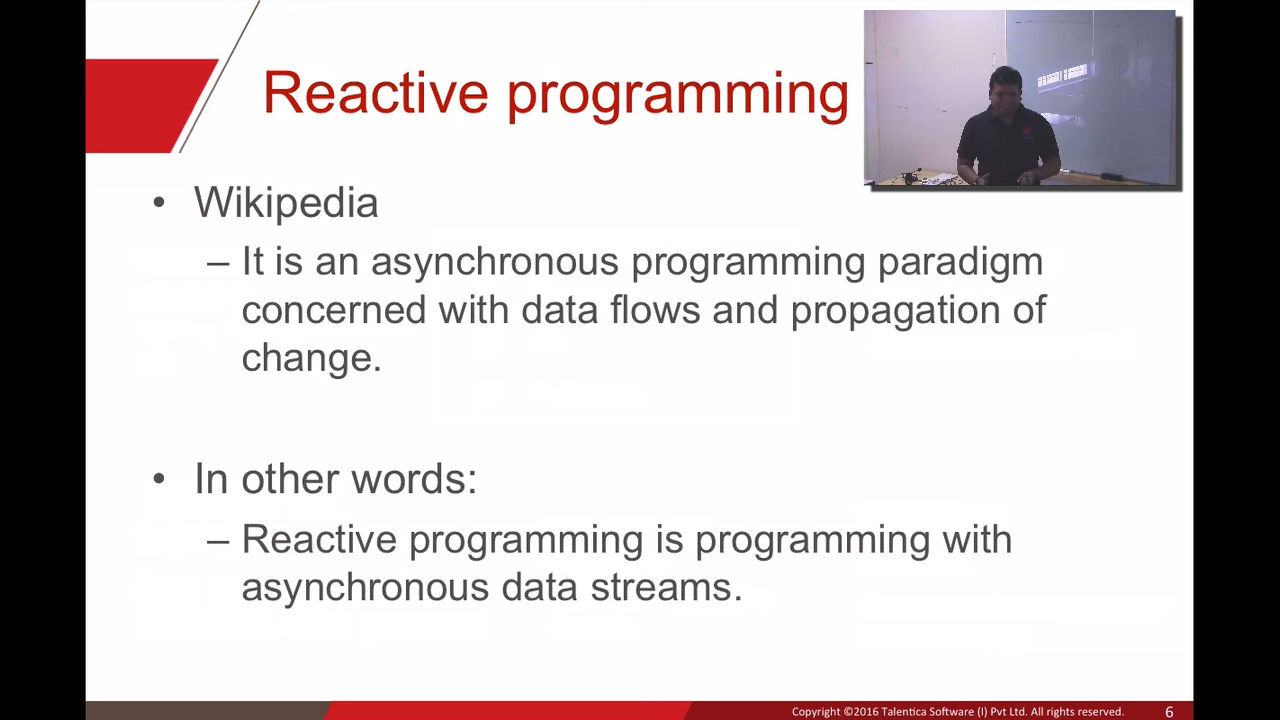 Reactive programming
• Wikipedia
– It is an asynchronous programming paradigm
concerned with data flows and propagation of
change.
• In other words:
– Reactive programming is programming with
asynchronous data streams.
Copyright ©2016 Talentica Software (I) Pvt Ltd. All rights reserved. 6